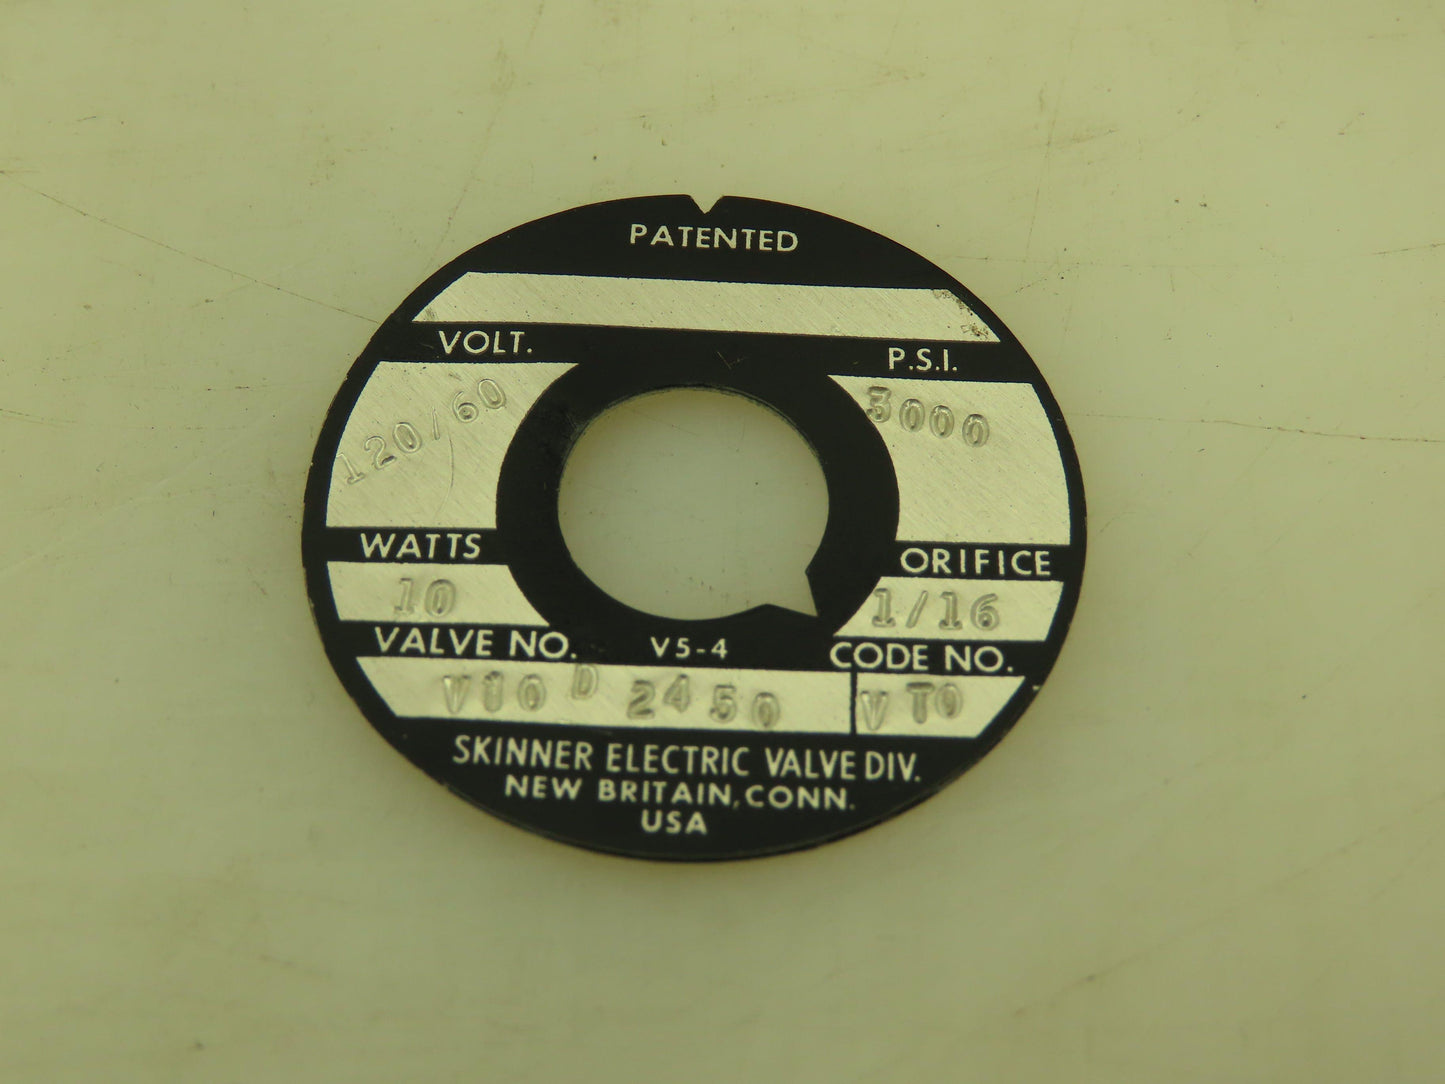 PATENTED
VOLT. P.S.I.
120/60 3000
WATTS ORIFICE
10 1/16
VALVE NO. V5-4 CODE NO.
V10 D 2450 V T0
SKINNER ELECTRIC VALVE DIV.
NEW BRITAIN, CONN.
USA